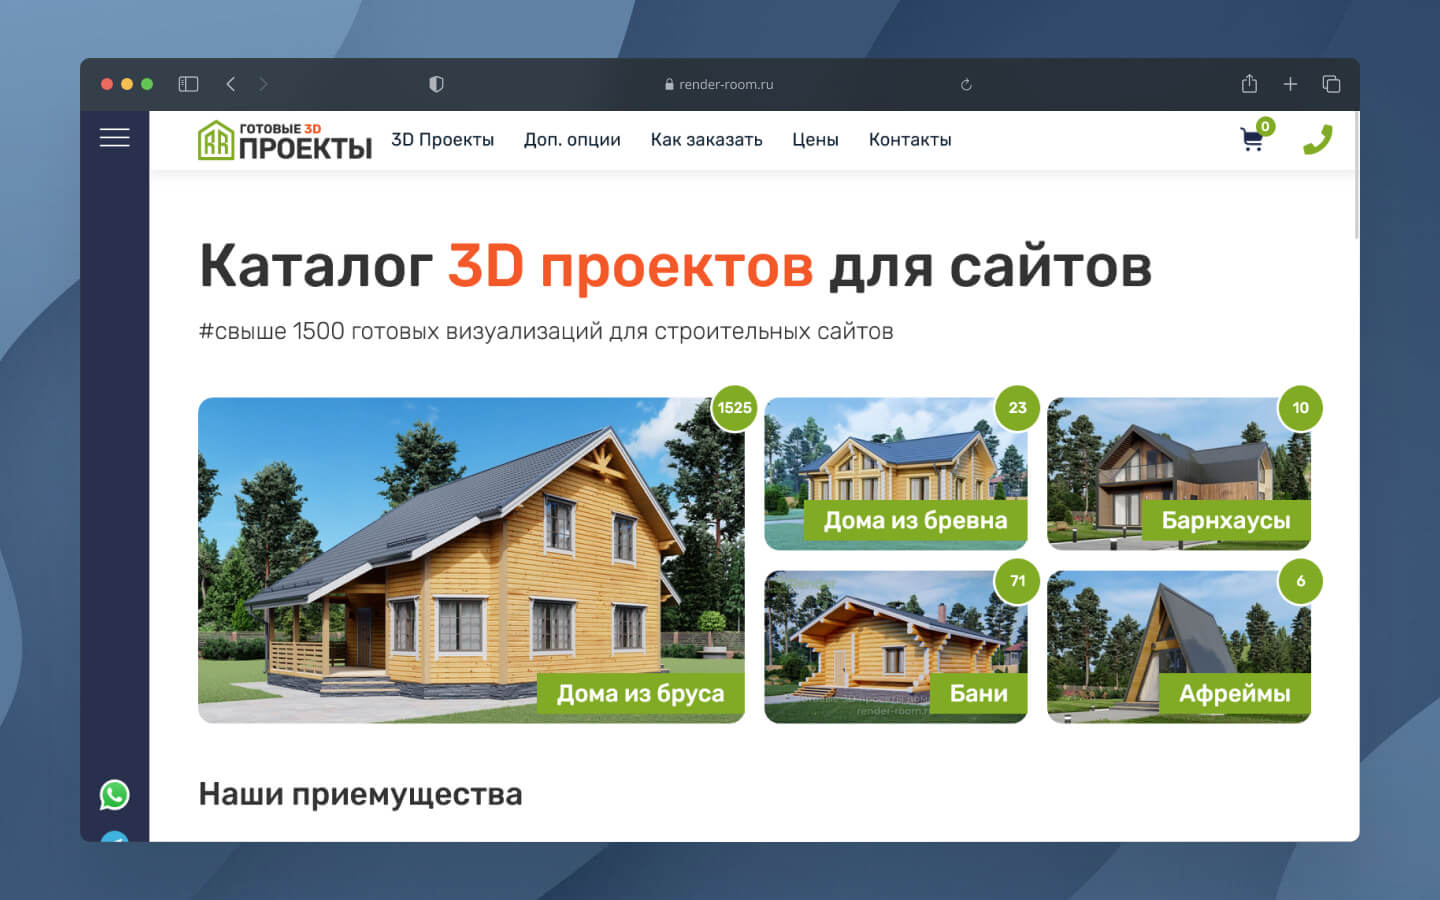 render-room.ru
ГОТОВЫЕ 3D
ПРОЕКТЫ
3D Проекты
Доп. опции
Как заказать
Цены
Контакты
0
Каталог 3D проектов для сайтов
#свыше 1500 готовых визуализаций для строительных сайтов
1525
Дома из бруса
23
Дома из бревна
10
Барнхаусы
71
Бани
render-room.r
6
Афреймы
Наши приемущества